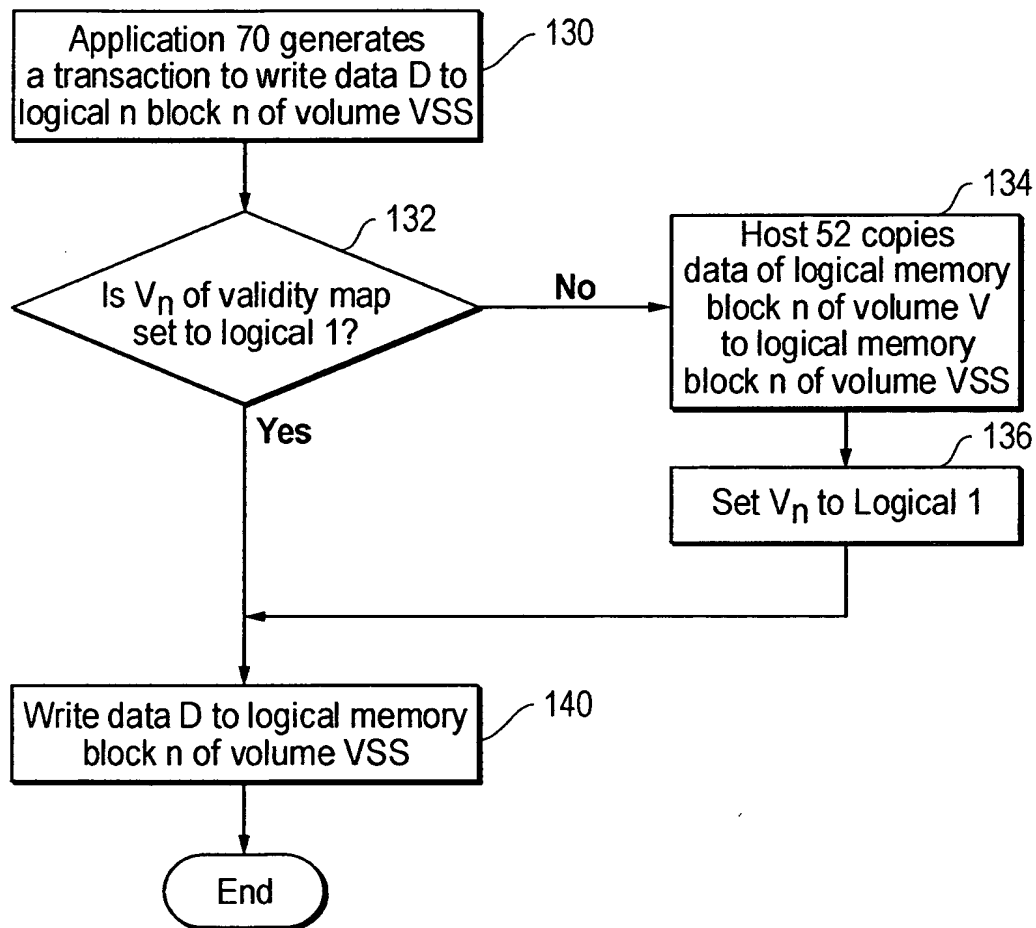 Application 70 generates
a transaction to write data D to
logical n block n of volume VSS
130
132
Is Vn of validity map
set to logical 1?
No
134
Host 52 copies
data of logical memory
block n of volume V
to logical memory
block n of volume VSS
Yes
136
Set Vn to Logical 1
Write data D to logical memory
block n of volume VSS
140
End